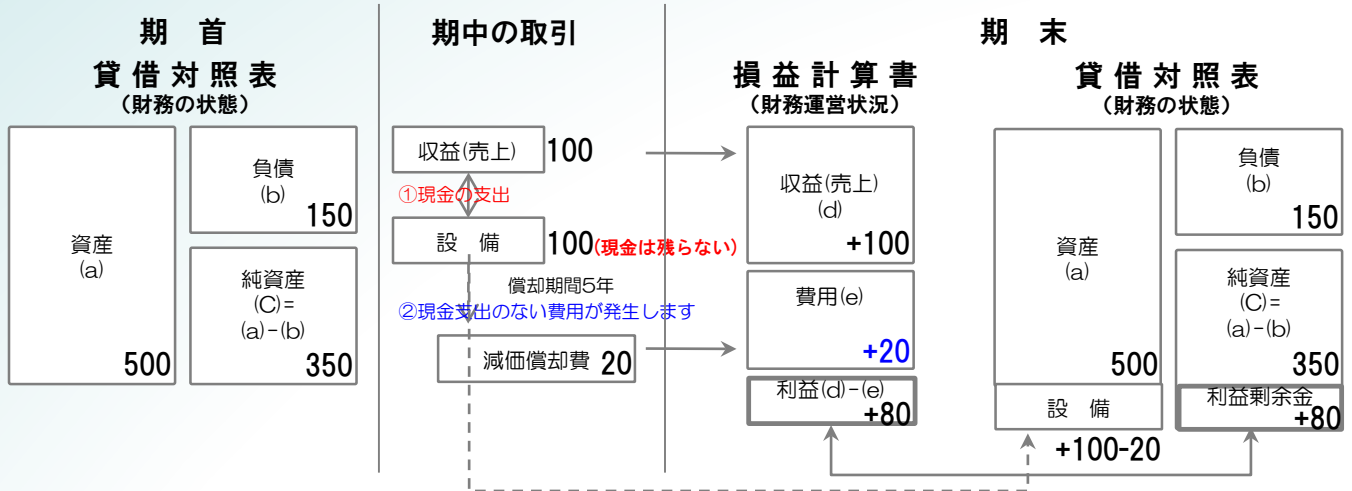 期 首
貸 借 対 照 表
(財務の状態)
資産
(a)
500
負債
(b)
150
純資産
(C)=
(a)-(b)
350
期中の取引
収益(売上) 100
①現金の支出
設 備 100(現金は残らない)
償却期間5年
②現金支出のない費用が発生します
減価償却費 20
期 末
損 益 計 算 書
(財務運営状況)
収益(売上)
(d)
+100
費用(e)
+20
利益(d)-(e)
+80
貸 借 対 照 表
(財務の状態)
資産
(a)
500
設 備
+100-20
負債
(b)
150
純資産
(C)=
(a)-(b)
350
利益剰余金
+80